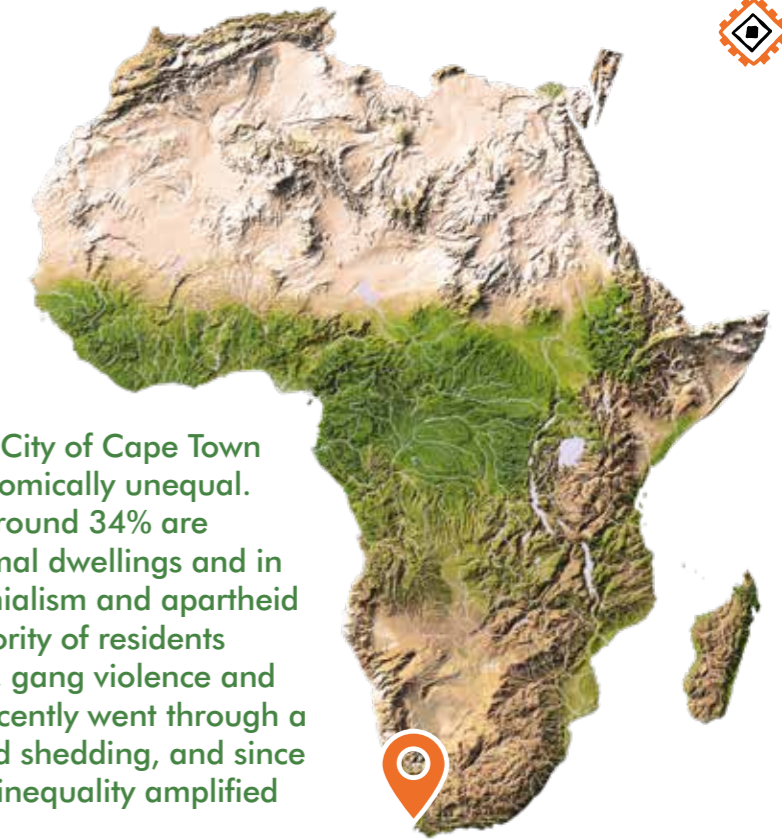 City of Cape Town
omically unequal.
round 34% are
mal dwellings and in
nialism and apartheid
ority of residents
gang violence and
cently went through a
d shedding, and since
inequality amplified